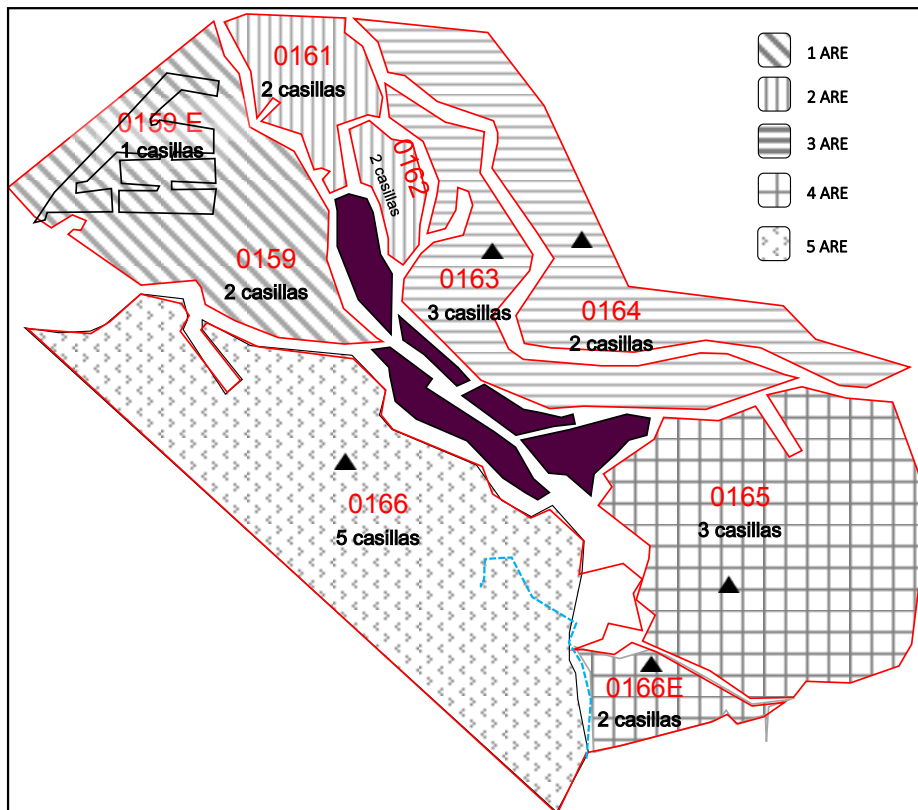 0161
2 casillas
1 ARE
2 ARE
3 ARE
4 ARE
5 ARE
0159 E
1 casillas
0162
2 casillas
0159
2 casillas
0163
3 casillas
0164
2 casillas
0166
5 casillas
0165
3 casillas
0166E
2 casillas